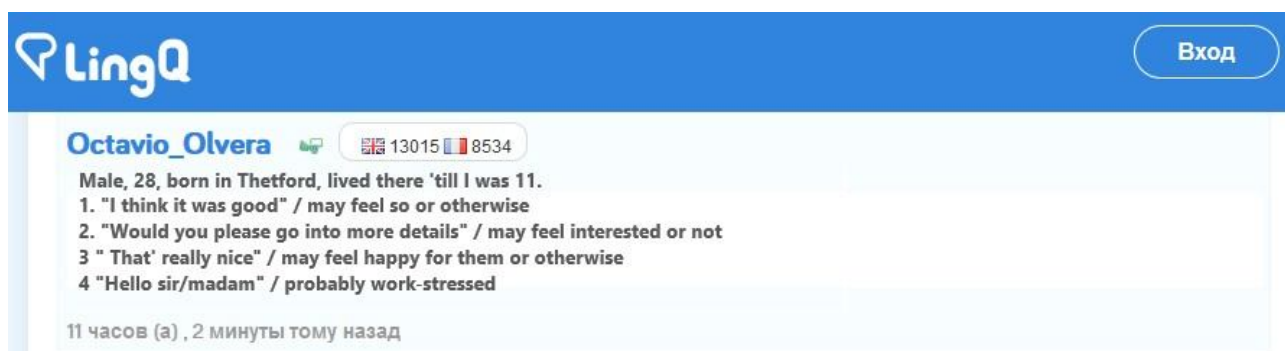 LingQ
Вход
Octavio_Olvera 13015 8534
Male, 28, born in Thetford, lived there 'till I was 11.
1. "I think it was good" / may feel so or otherwise
2. "Would you please go into more details" / may feel interested or not
3 " That' really nice" / may feel happy for them or otherwise
4 "Hello sir/madam" / probably work-stressed
11 часов (а) , 2 минуты тому назад